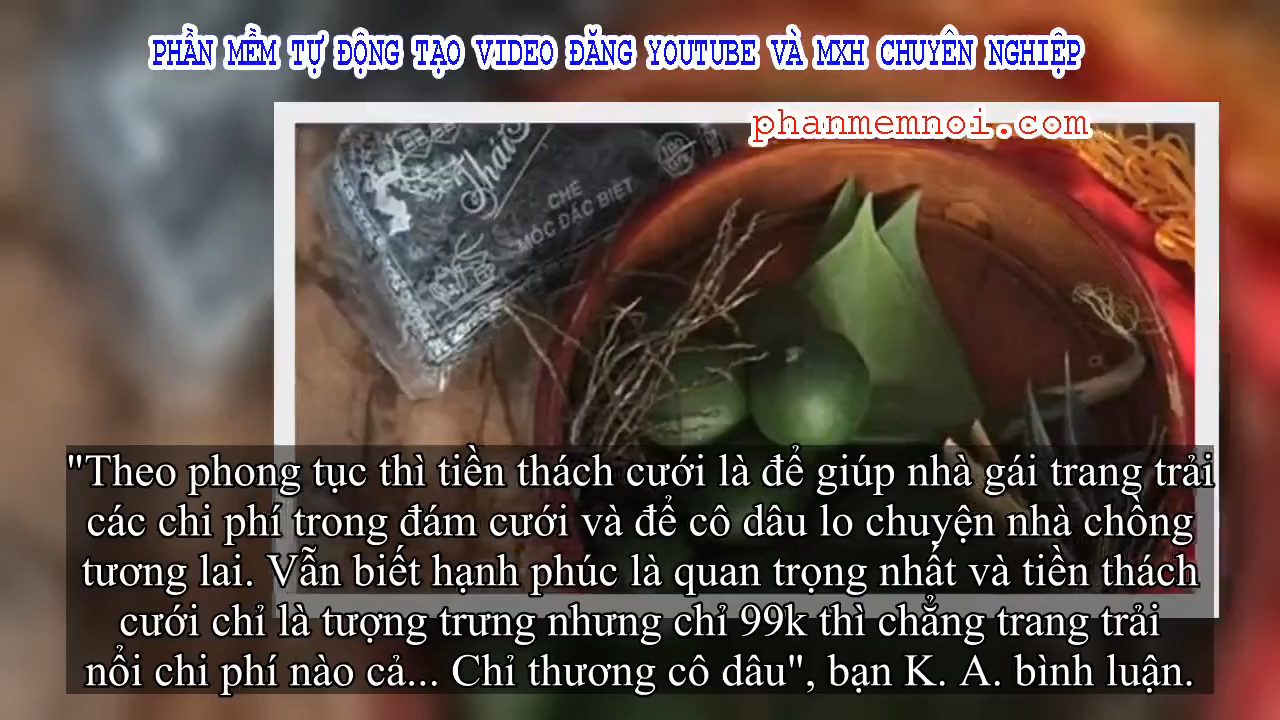 PHẦN MỀM TỰ ĐỘNG TẠO VIDEO ĐĂNG YOUTUBE VÀ MXH CHUYÊN NGHIỆP
phanmemnoi.com
CHÈ
MÓC ĐẶC BIỆT
"Theo phong tục thì tiền thách cưới là để giúp nhà gái trang trải
các chi phí trong đám cưới và để cô dâu lo chuyện nhà chồng
tương lai. Vẫn biết hạnh phúc là quan trọng nhất và tiền thách
cưới chỉ là tượng trưng nhưng chỉ 99k thì chẳng trang trải
nổi chi phí nào cả... Chỉ thương cô dâu", bạn K. A. bình luận.